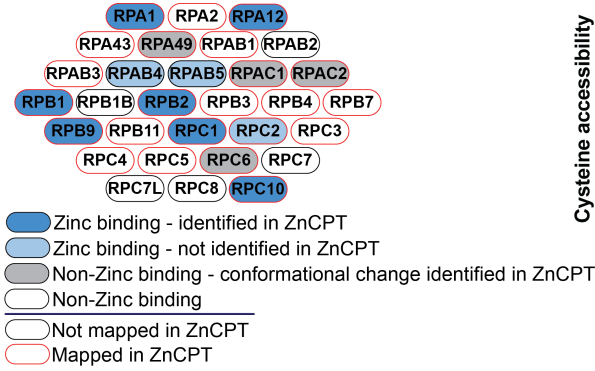 RPA1 RPA2 RPA12
RPA43 RPA49 RPAB1 RPAB2
RPAB3 RPAB4 RPAB5 RPAC1 RPAC2
RPB1 RPB1B RPB2 RPB3 RPB4 RPB7
RPB9 RPB11 RPC1 RPC2 RPC3
RPC4 RPC5 RPC6 RPC7
RPC7L RPC8 RPC10
Zinc binding - identified in ZnCPT
Zinc binding - not identified in ZnCPT
Non-Zinc binding - conformational change identified in ZnCPT
Non-Zinc binding
Not mapped in ZnCPT
Mapped in ZnCPT
Cysteine accessibility